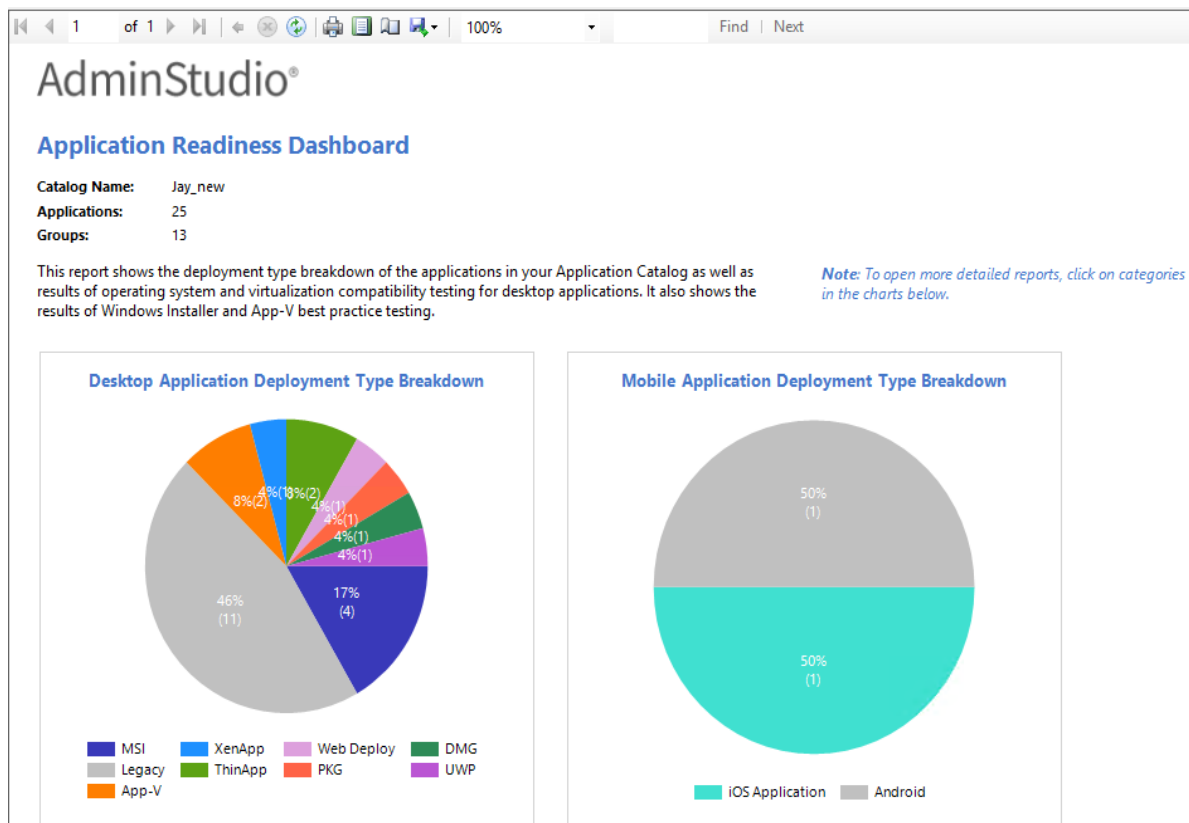 1 of 1 100% Find | Next
AdminStudio®
Application Readiness Dashboard
Catalog Name: Jay_new
Applications: 25
Groups: 13
This report shows the deployment type breakdown of the applications in your Application Catalog as well as
results of operating system and virtualization compatibility testing for desktop applications. It also shows the
results of Windows Installer and App-V best practice testing.
Note: To open more detailed reports, click on categories
in the charts below.
Desktop Application Deployment Type Breakdown
4%(1)
8%(2)
8%(2)
4%(1)
4%(1)
4%(1)
4%(1)
17%
(4)
46%
(11)
MSI XenApp Web Deploy DMG
Legacy ThinApp PKG UWP
App-V
Mobile Application Deployment Type Breakdown
50%
(1)
50%
(1)
iOS Application Android